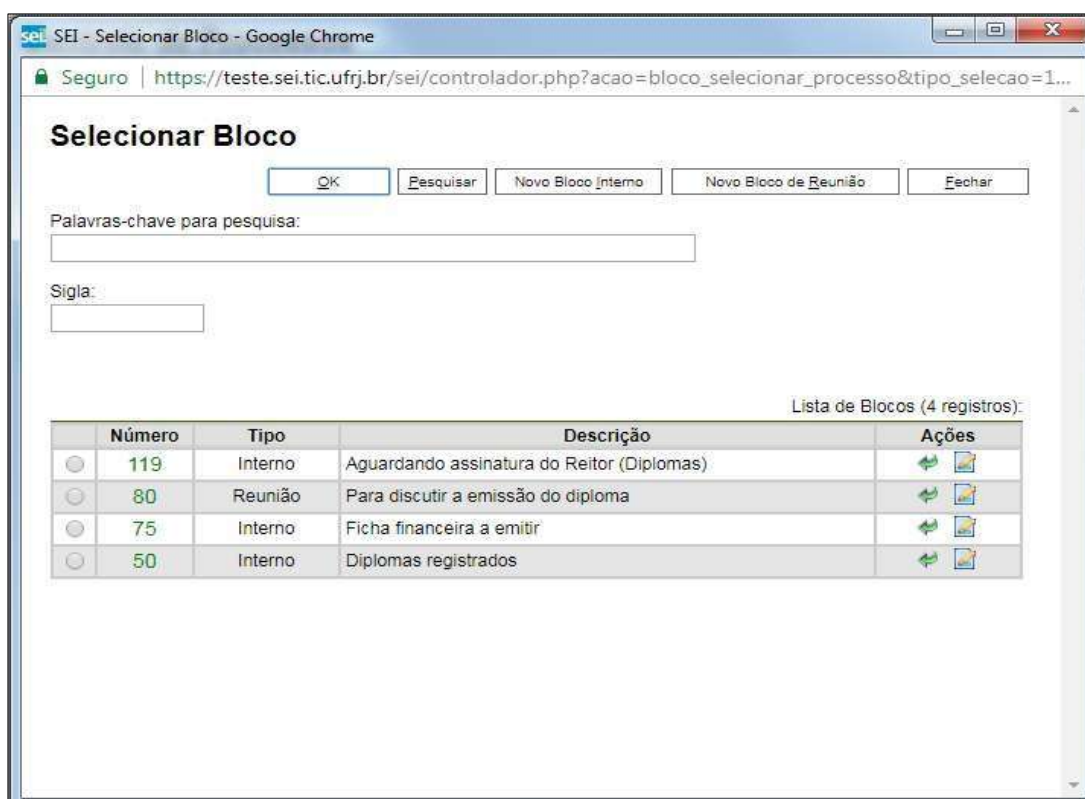 sei. SEI - Selecionar Bloco - Google Chrome
Seguro | https://teste.sei.tic.ufrj.br/sei/controlador.php?acao=bloco_selecionar_processo&tipo_selecao=1...
Selecionar Bloco
OK Pesquisar Novo Bloco Interno Novo Bloco de Reunião Fechar
Palavras-chave para pesquisa:
Sigla:
Lista de Blocos (4 registros):
Número Tipo Descrição Ações
119 Interno Aguardando assinatura do Reitor (Diplomas)
80 Reunião Para discutir a emissão do diploma
75 Interno Ficha financeira a emitir
50 Interno Diplomas registrados